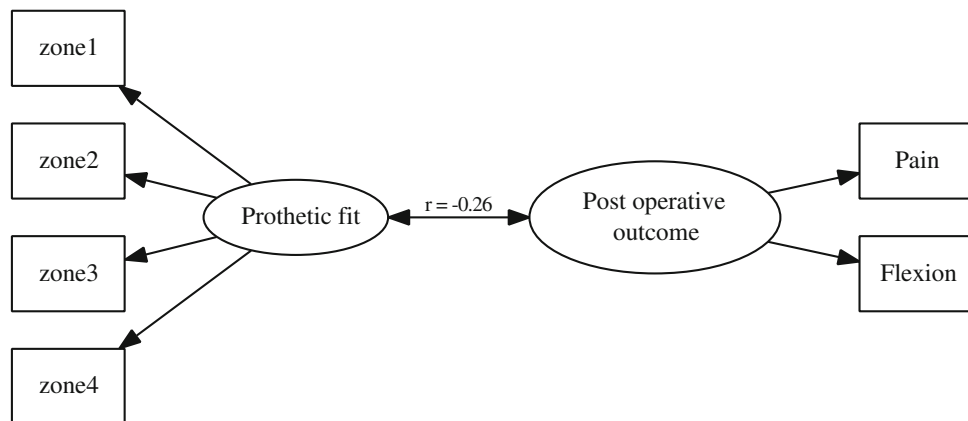 zone1
zone2
zone3
zone4
Prothetic fit
r = -0.26
Post operative
outcome
Pain
Flexion